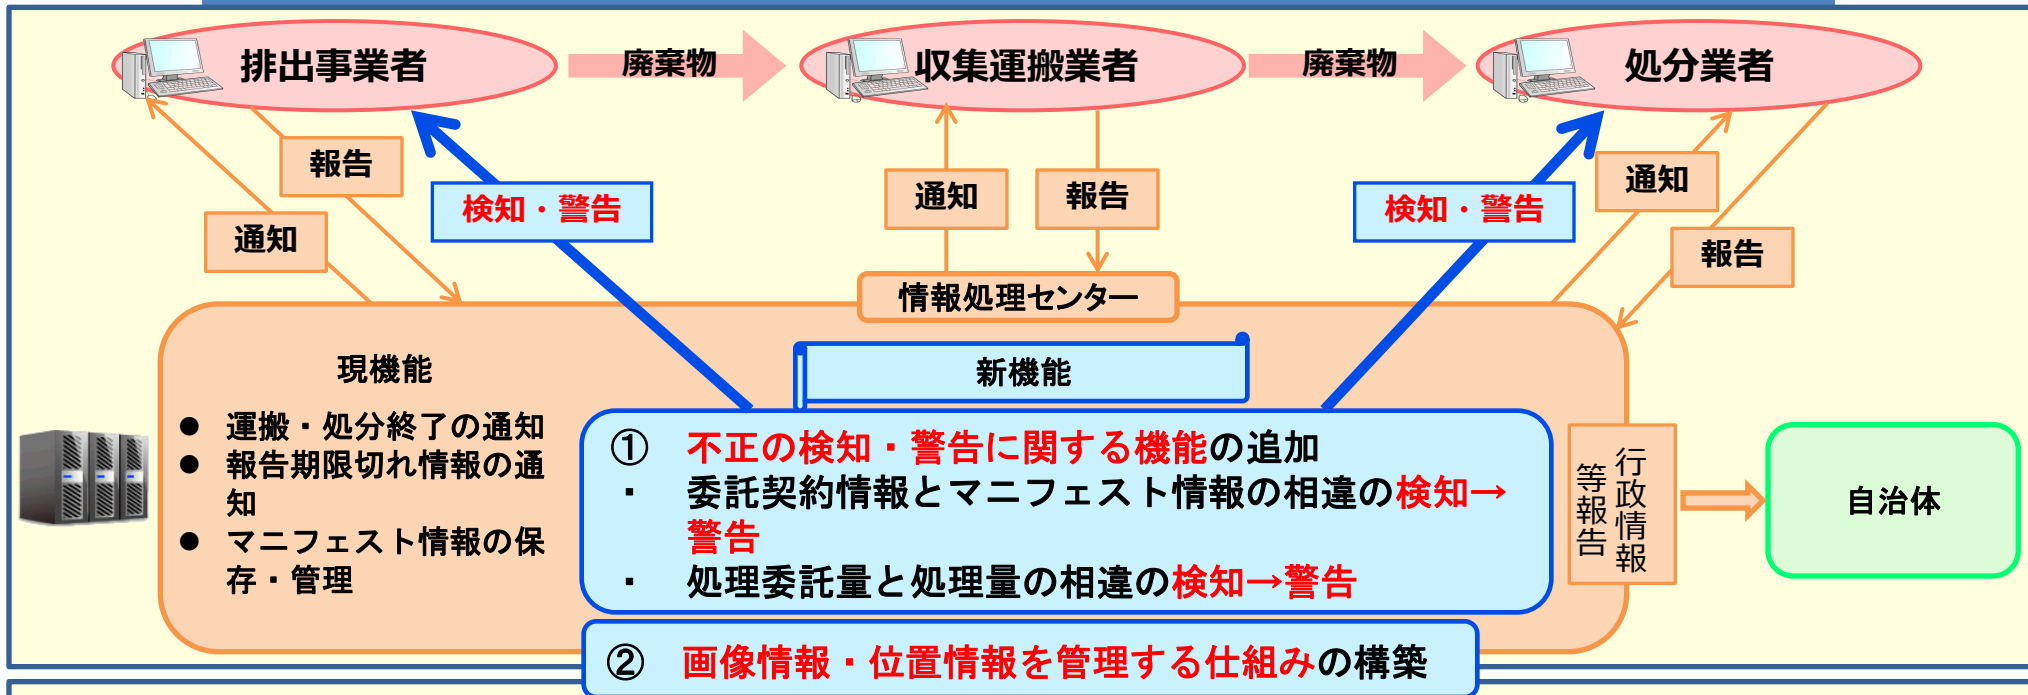 排出事業者
廃棄物
収集運搬業者
廃棄物
処分業者
報告
通知
検知・警告
通知
報告
検知・警告
通知
報告
情報処理センター
現機能
● 運搬・処分終了の通知
● 報告期限切れ情報の通
知
● マニフェスト情報の保
存・管理
新機能
① 不正の検知・警告に関する機能の追加
・ 委託契約情報とマニフェスト情報の相違の検知→
警告
・ 処理委託量と処理量の相違の検知→警告
② 画像情報・位置情報を管理する仕組みの構築
行政情報
等報告
自治体